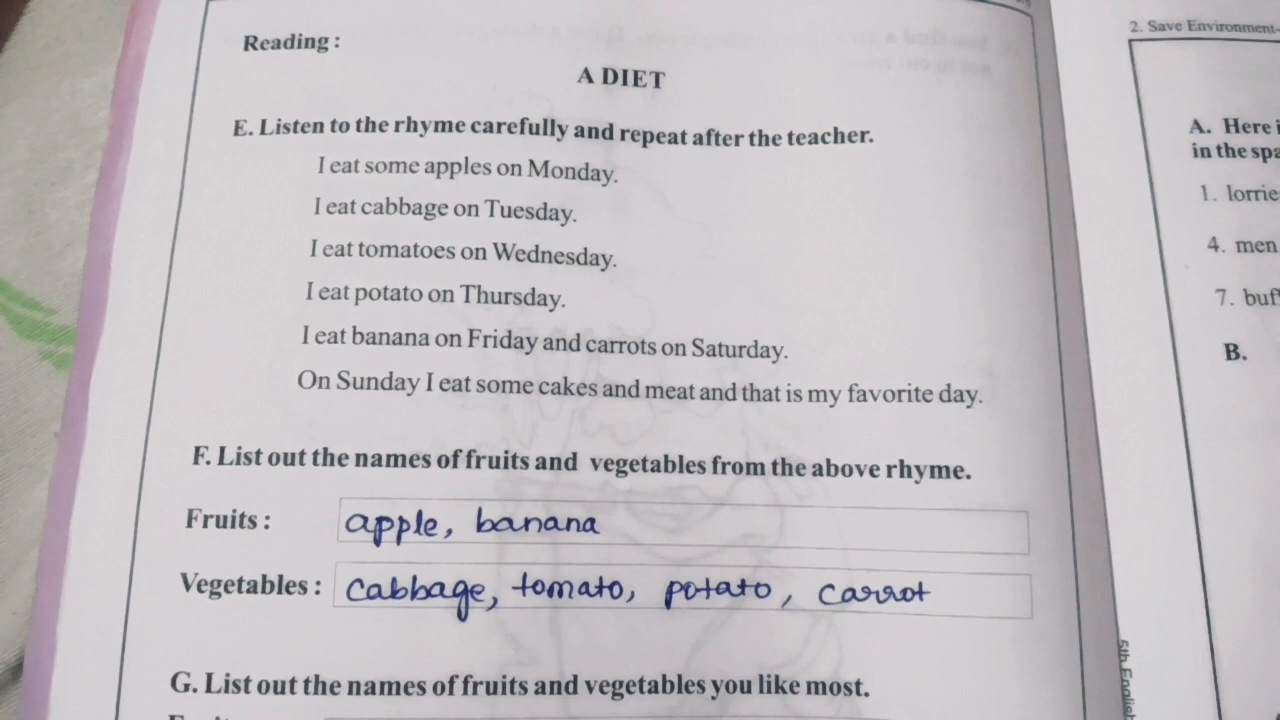 Reading :
A DIET
E. Listen to the rhyme carefully and repeat after the teacher.
I eat some apples on Monday.
I eat cabbage on Tuesday.
I eat tomatoes on Wednesday.
I eat potato on Thursday.
I eat banana on Friday and carrots on Saturday.
On Sunday I eat some cakes and meat and that is my favorite day.
F. List out the names of fruits and vegetables from the above rhyme.
Fruits : apple, banana
Vegetables : cabbage, tomato, potato, carrot
G. List out the names of fruits and vegetables you like most.
2. Save Environment-
A. Here
in the
1.
4. men
7.
B.
5th English